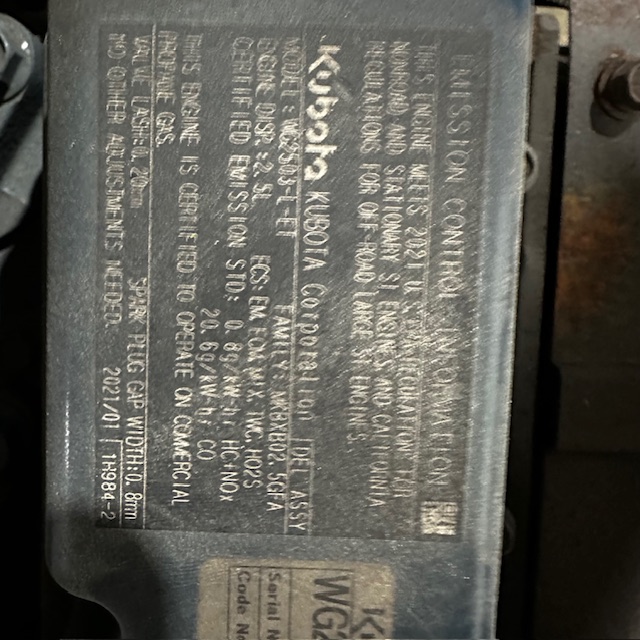 EMISSION CONTROL INFORMATION
THIS ENGINE MEETS 2021 U.S. EPA REGULATION FOR
NONROAD AND STATIONARY SI ENGINES AND CALIFORNIA
REGULATIONS FOR OFF-ROAD LARGE SI ENGINES.
Kubota KUBOTA Corporation [DEL ASSY
MODEL: WG2503-L-E1 FAMILY: MKBXB02.5GFA
ENGINE DISP.:2.5L ECS:EM,ECM,MIX,TWC,HO2S
CERTIFIED EMISSION STD: 0.8g/kW-hr HC+NOx
20.6g/kW-hr CO
THIS ENGINE IS CERTIFIED TO OPERATE ON COMMERCIAL
PROPANE GAS.
VALVE LASH:0.20mm SPARK PLUG GAP WIDTH:0.8mm
NO OTHER ADJUSTMENTS NEEDED. 2021/01 1H984-2
WG2
Serial N
Code No